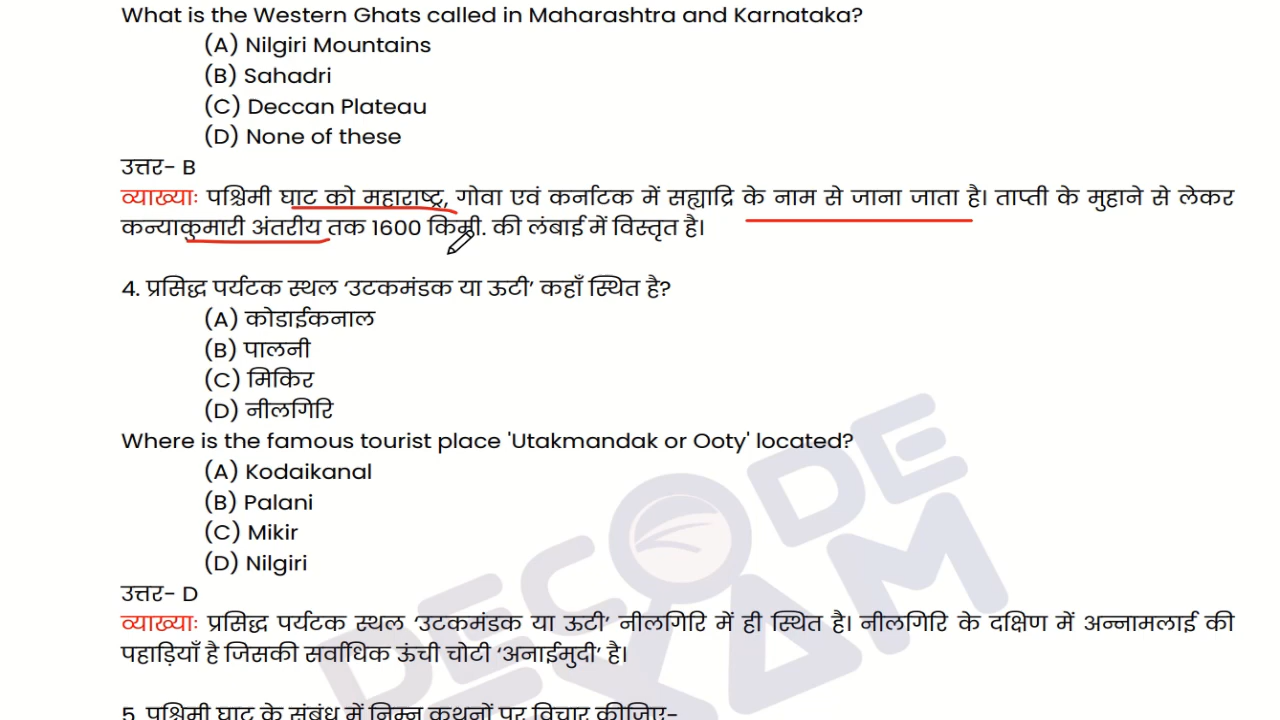 What is the Western Ghats called in Maharashtra and Karnataka?
(A) Nilgiri Mountains
(B) Sahadri
(C) Deccan Plateau
(D) None of these
उत्तर- B
व्याख्याः पश्चिमी घाट को महाराष्ट्र, गोवा एवं कर्नाटक में सह्याद्रि के नाम से जाना जाता है। ताप्ती के मुहाने से लेकर
कन्याकुमारी अंतरीय तक 1600 किमी. की लंबाई में विस्तृत है।
4. प्रसिद्ध पर्यटक स्थल ‘उटकमंडक या ऊटी’ कहाँ स्थित है?
(A) कोडाईकनाल
(B) पालनी
(C) मिकिर
(D) नीलगिरि
Where is the famous tourist place 'Utakmandak or Ooty' located?
(A) Kodaikanal
(B) Palani
(C) Mikir
(D) Nilgiri
उत्तर- D
व्याख्याः प्रसिद्ध पर्यटक स्थल ‘उटकमंडक या ऊटी’ नीलगिरि में ही स्थित है। नीलगिरि के दक्षिण में अन्नामलाई की
पहाड़ियाँ है जिसकी सर्वाधिक ऊंची चोटी ‘अनाईमुदी’ है।
5. पश्चिमी घाट के संबंध में निम्न कथनों पर विचार कीजिए-
DECODE
EXAM